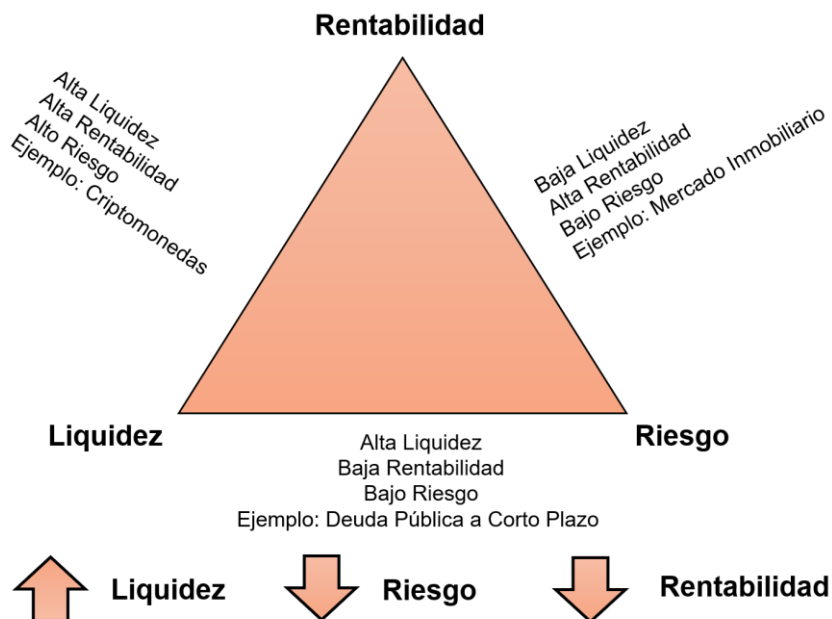 Rentabilidad
Alta Liquidez
Alta Rentabilidad
Alto Riesgo
Ejemplo: Criptomonedas
Baja Liquidez
Alta Rentabilidad
Bajo Riesgo
Ejemplo: Mercado Inmobiliario
Liquidez
Riesgo
Alta Liquidez
Baja Rentabilidad
Bajo Riesgo
Ejemplo: Deuda Pública a Corto Plazo
Liquidez
Riesgo
Rentabilidad